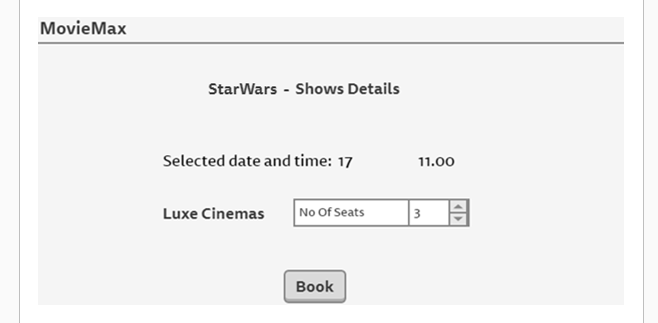 MovieMax
StarWars - Shows Details
Selected date and time: 17 11.00
Luxe Cinemas No Of Seats 3
Book